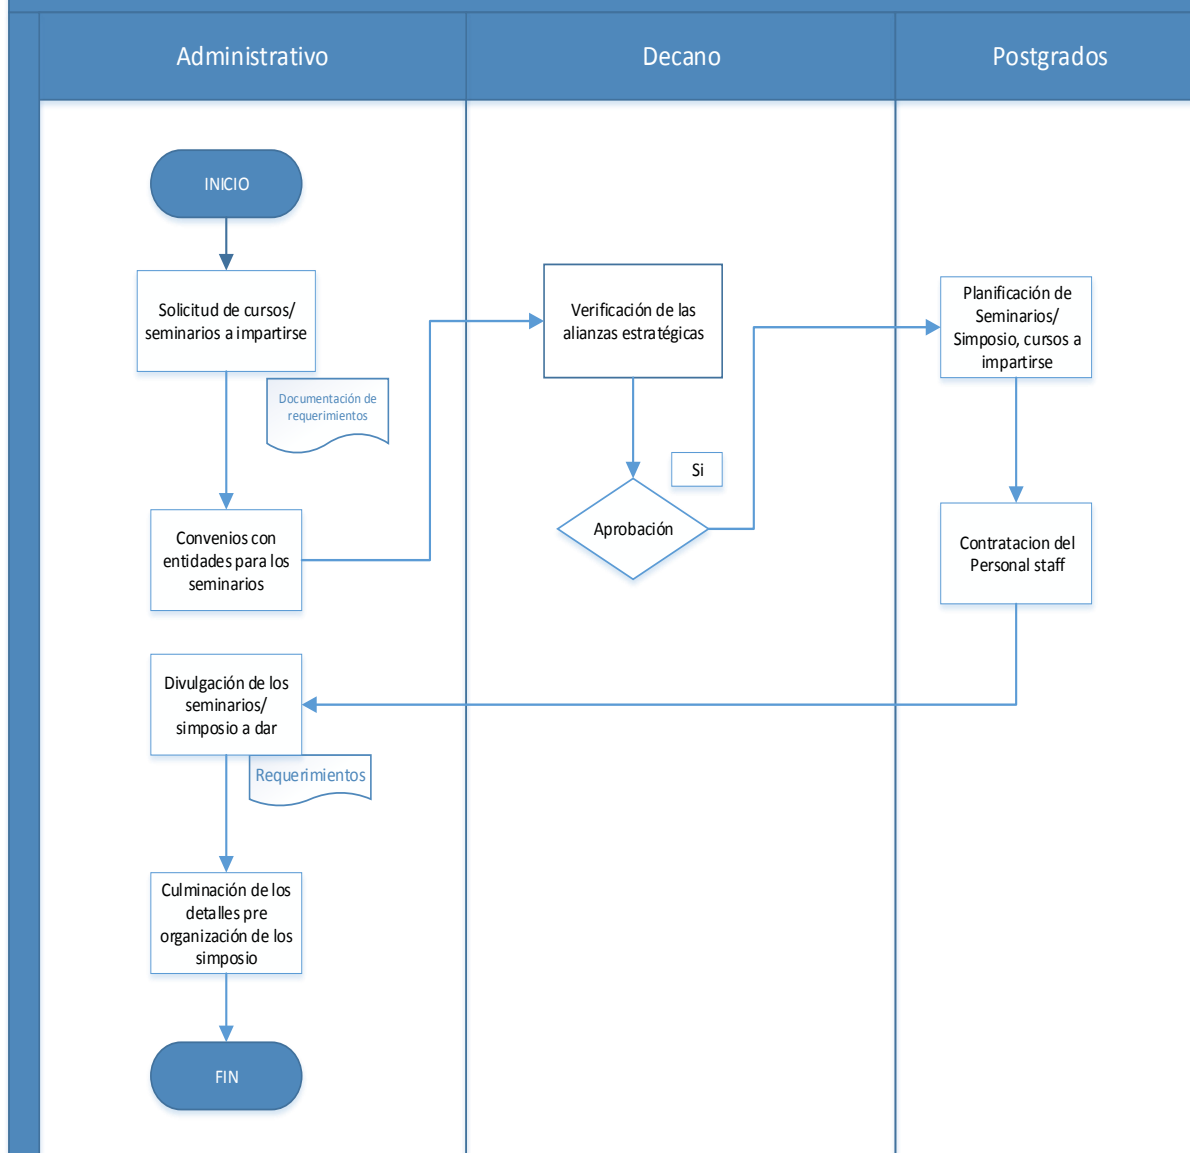 Administrativo
Decano
Postgrados
INICIO
Solicitud de cursos/
seminarios a impartirse
Documentación de
requerimientos
Convenios con
entidades para los
seminarios
Divulgación de los
seminarios/
simposio a dar
Requerimientos
Culminación de los
detalles pre
organización de los
simposio
FIN
Verificación de las
alianzas estratégicas
Si
Aprobación
Planificación de
Seminarios/
Simposio, cursos a
impartirse
Contratacion del
Personal staff